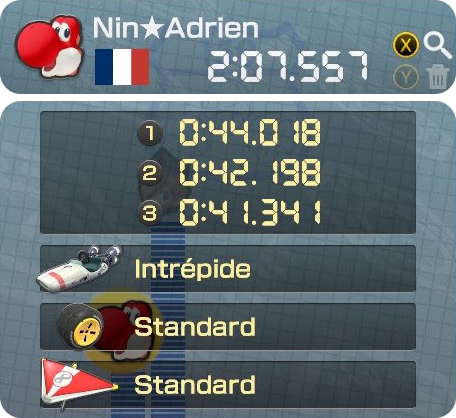 Nin★Adrien
X
2:07.557
Y
1 0:44.018
2 0:42.198
3 0:41.341
Intrépide
Standard
Standard